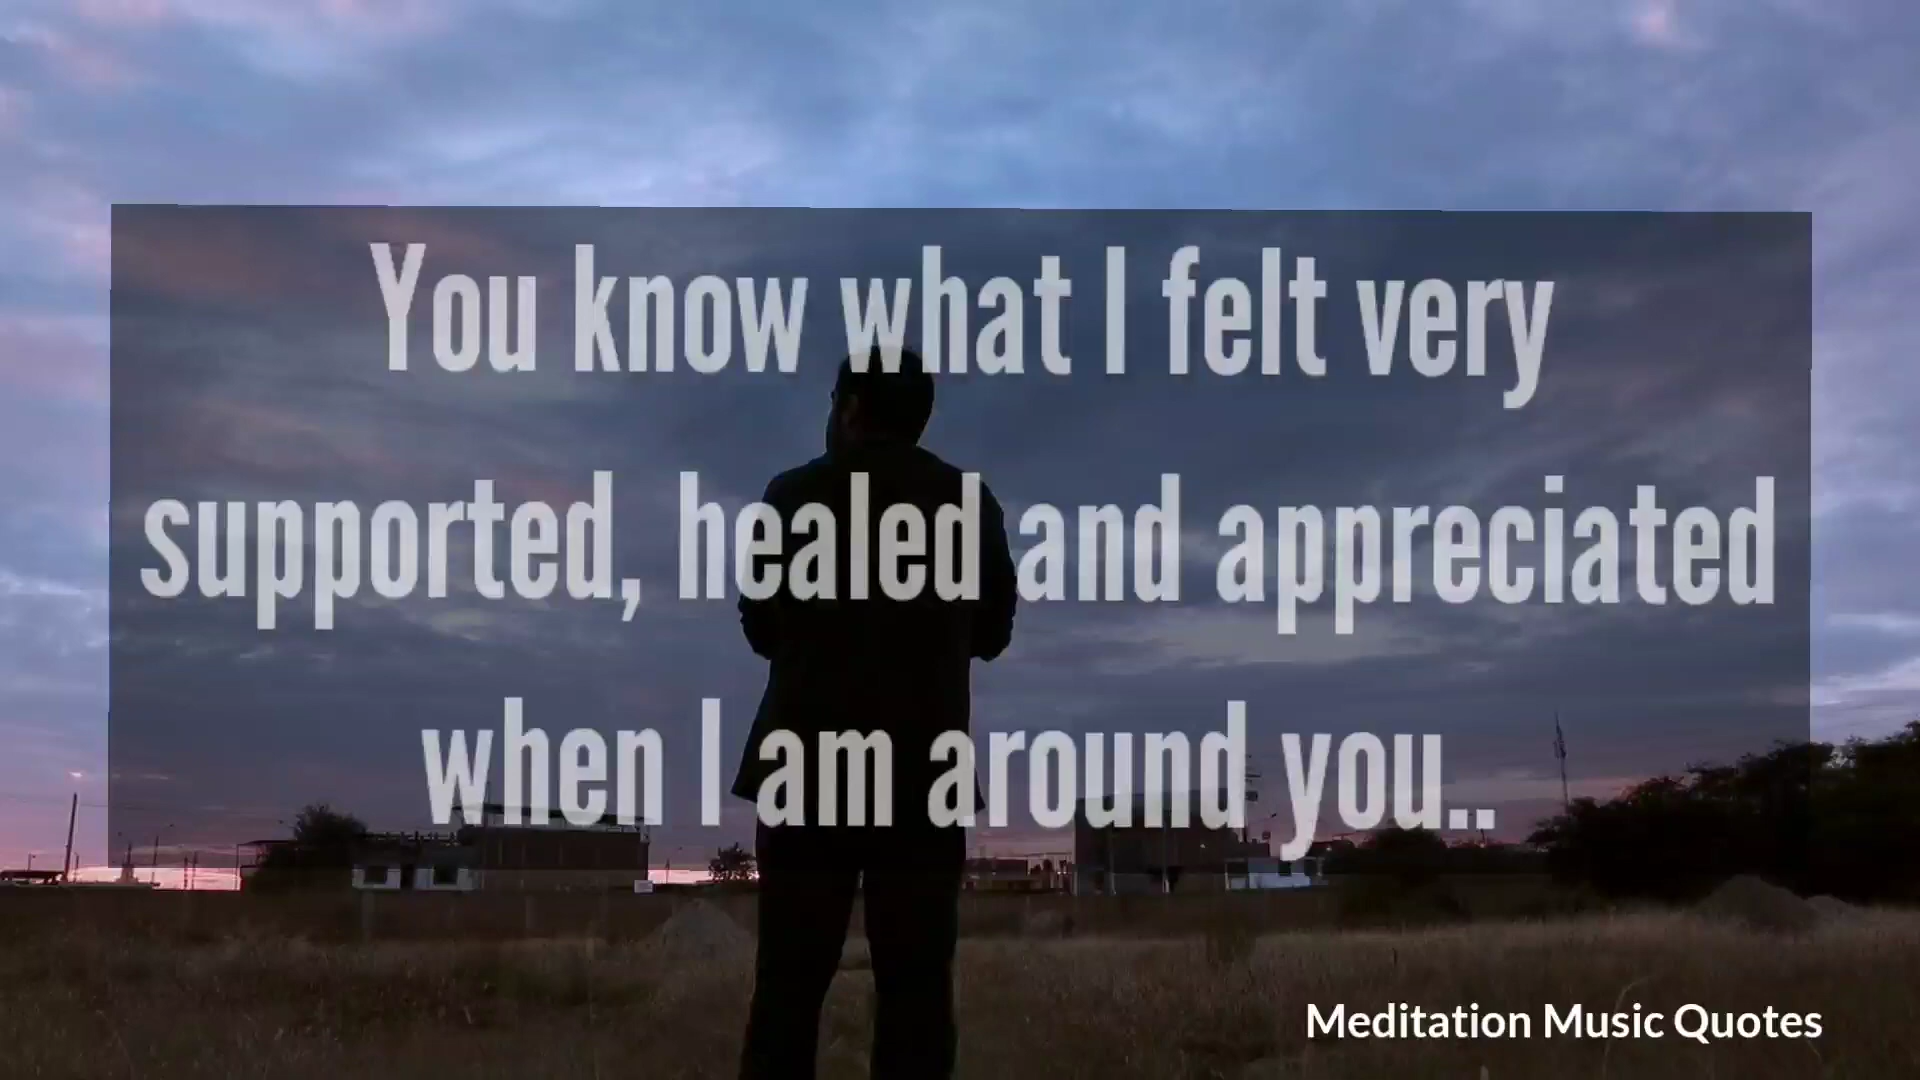 You know what I felt very
supported, healed and appreciated
when I am around you..
Meditation Music Quotes